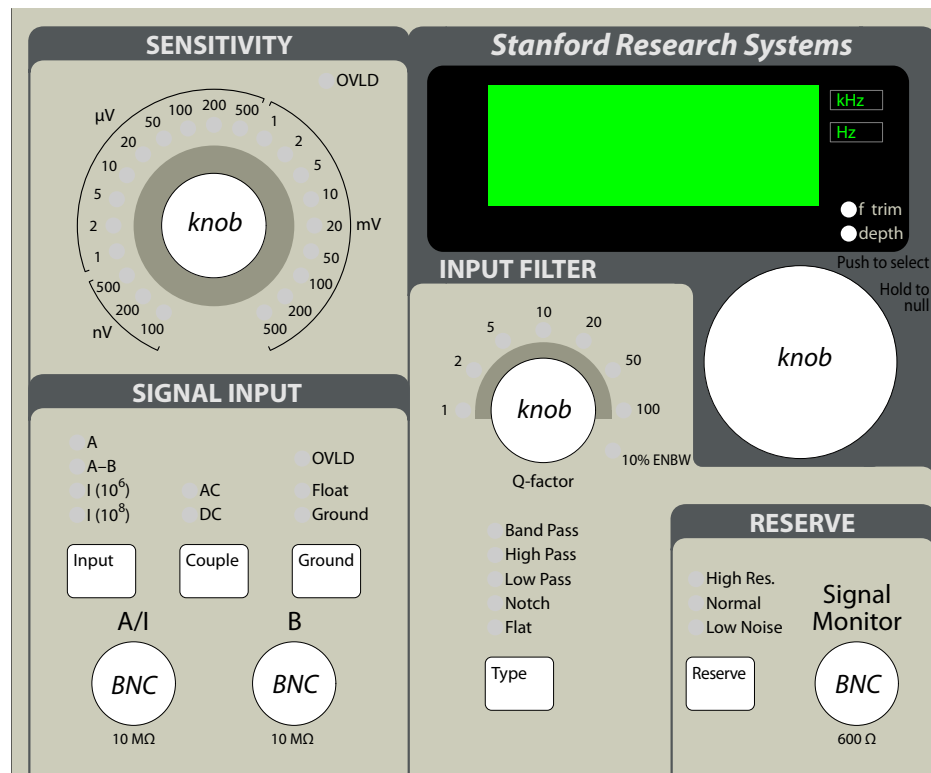 SENSITIVITY
OVLD
µV
nV
mV
100
200
500
1
2
5
10
20
50
100
200
500
1
2
5
10
20
50
100
200
500
knob
Stanford Research Systems
kHz
Hz
f trim
depth
Push to select
Hold to
null
knob
INPUT FILTER
1
2
5
10
20
50
100
10% ENBW
knob
Q-factor
Band Pass
High Pass
Low Pass
Notch
Flat
Type
SIGNAL INPUT
A
A–B
I (10⁶)
I (10⁸)
AC
DC
OVLD
Float
Ground
Input
Couple
Ground
A/I
B
BNC
BNC
10 MΩ
10 MΩ
RESERVE
High Res.
Normal
Low Noise
Reserve
Signal
Monitor
BNC
600 Ω